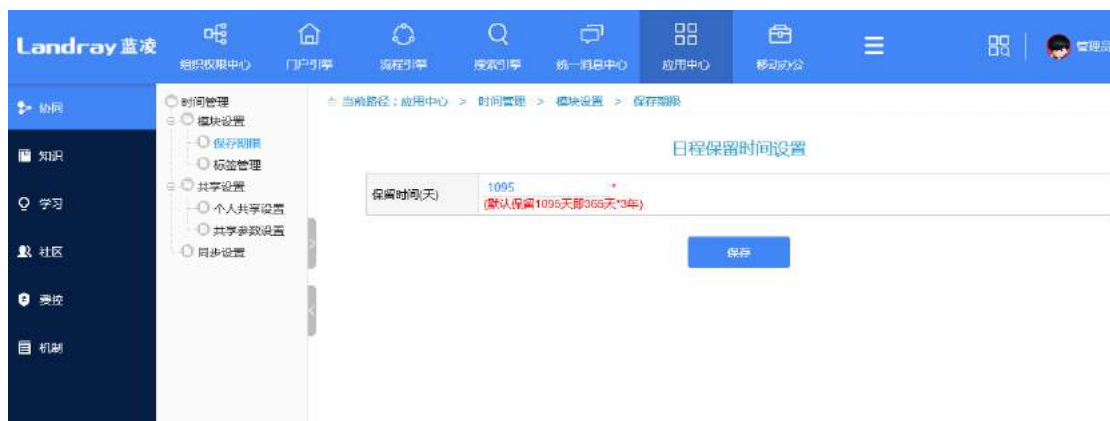 Landray 蓝凌
组织权限中心
门户引擎
流程引擎
搜索引擎
统一消息中心
应用中心
移动办公
管理员
协同
知识
学习
社区
费控
机制
时间管理
模块设置
保存期限
标签管理
共享设置
个人共享设置
共享参数设置
同步设置
当前路径：应用中心 > 时间管理 > 模块设置 > 保存期限
日程保留时间设置
保留时间(天)
1095 *
(默认保留1095天即365天*3年)
保存